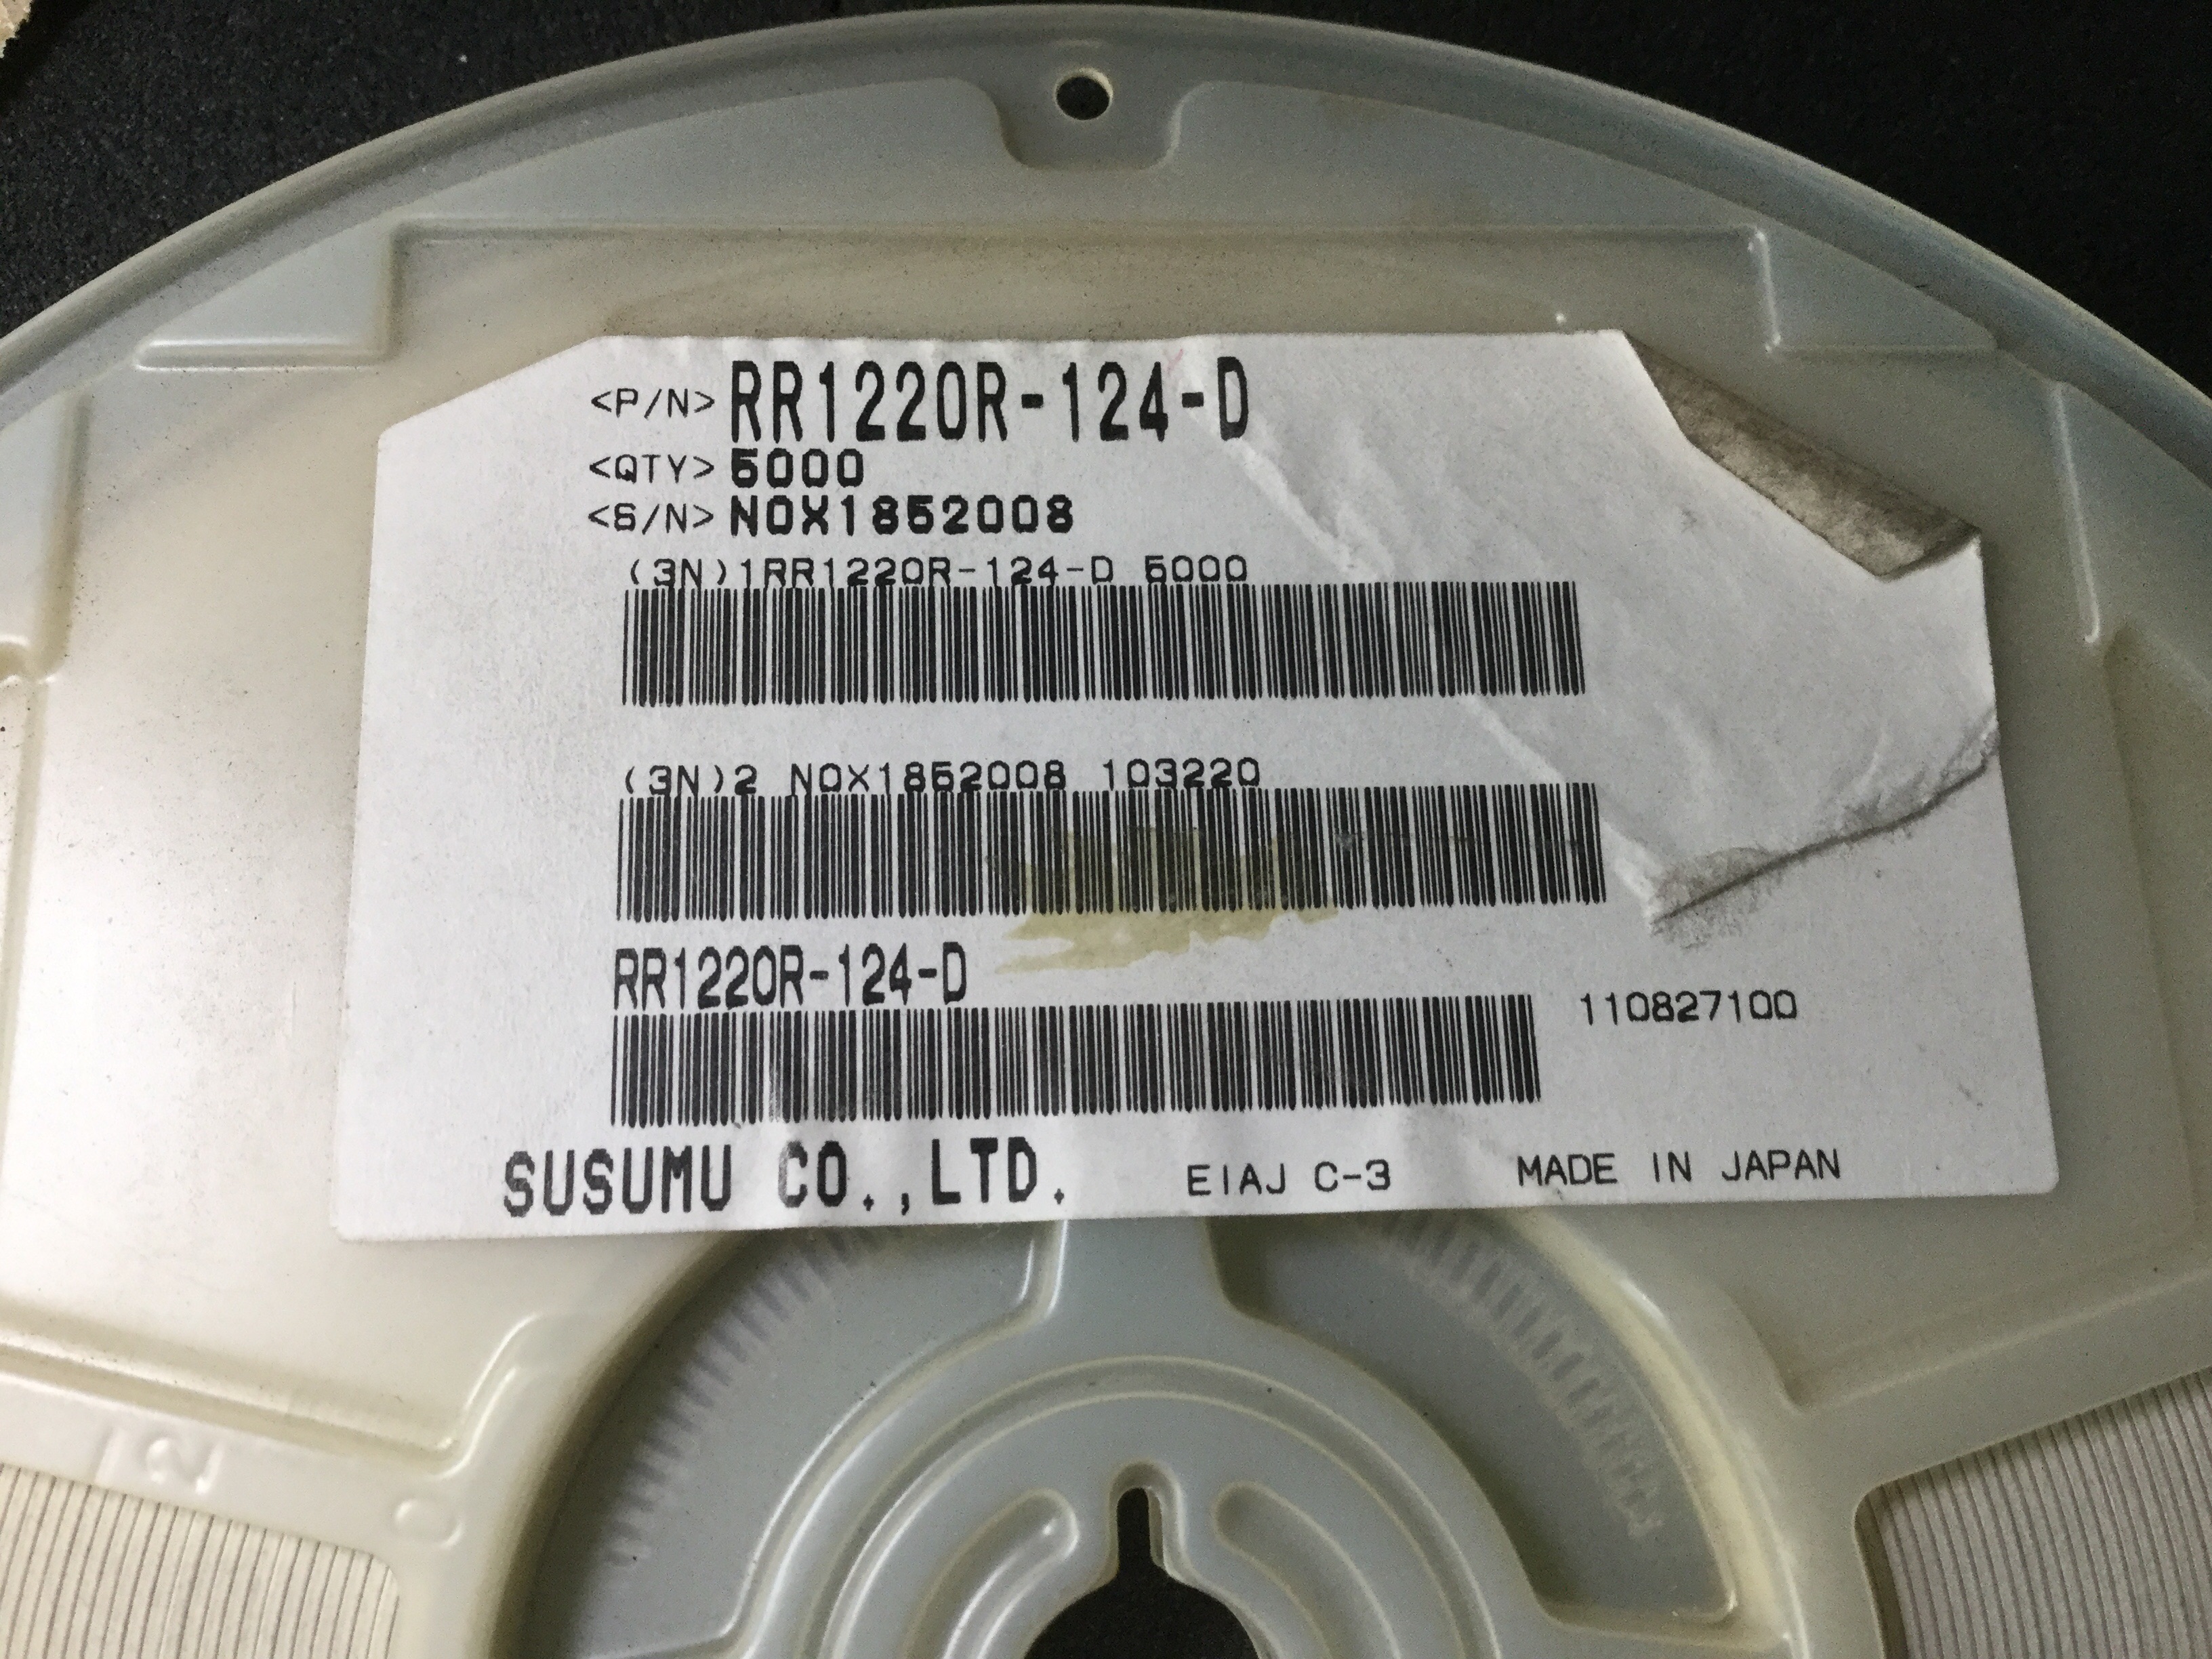 <P/N> RR1220R-124-D
<QTY> 5000
<S/N> NOX1852008
(3N)1RR1220R-124-D 5000
(3N)2 NOX1852008 103220
RR1220R-124-D
110827100
SUSUMU CO.,LTD. EIAJ C-3 MADE IN JAPAN
12